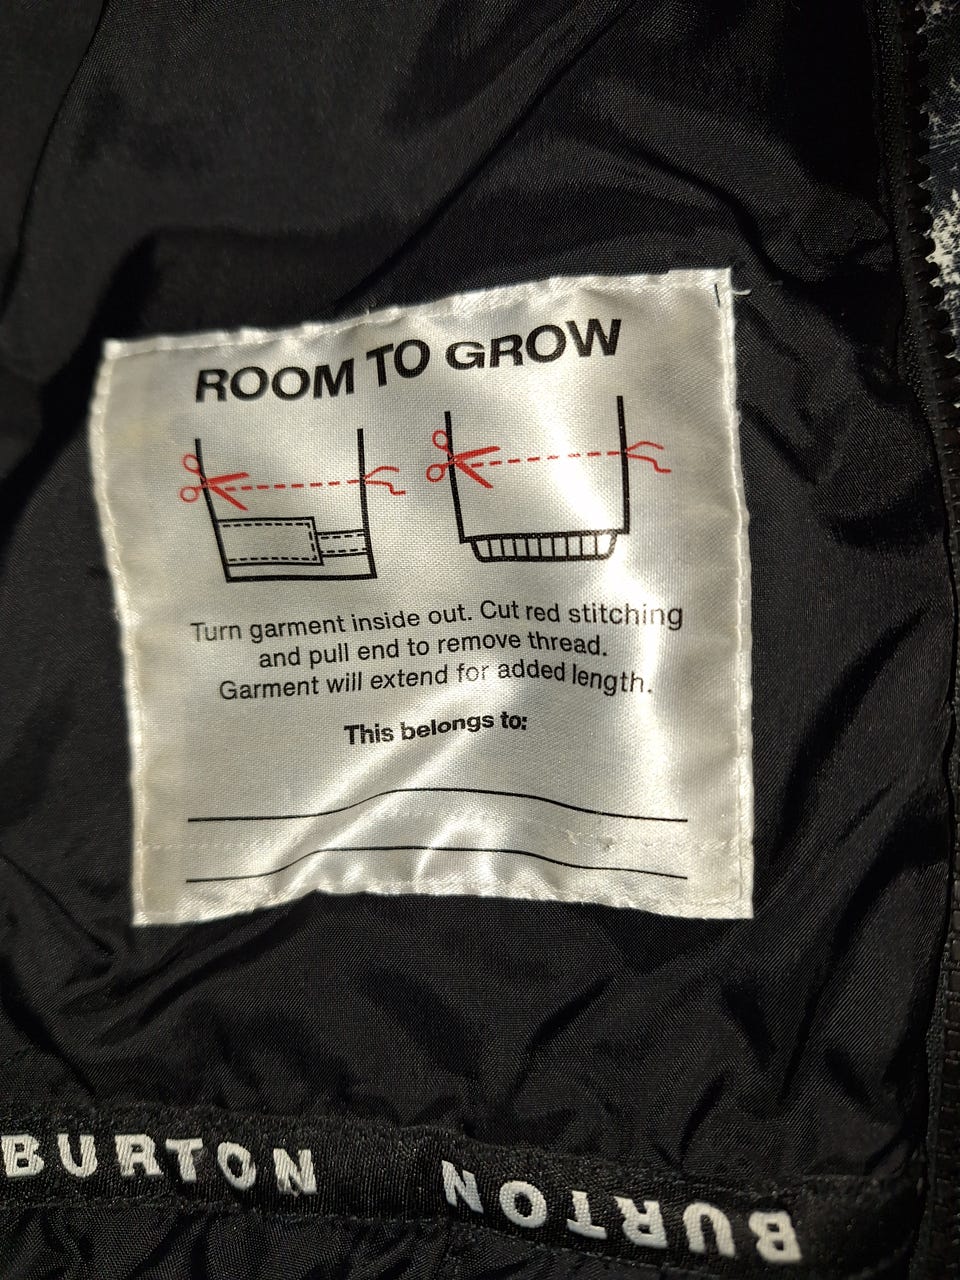 ROOM TO GROW
Turn garment inside out. Cut red stitching
and pull end to remove thread.
Garment will extend for added length.
This belongs to:
BURTON BURTON